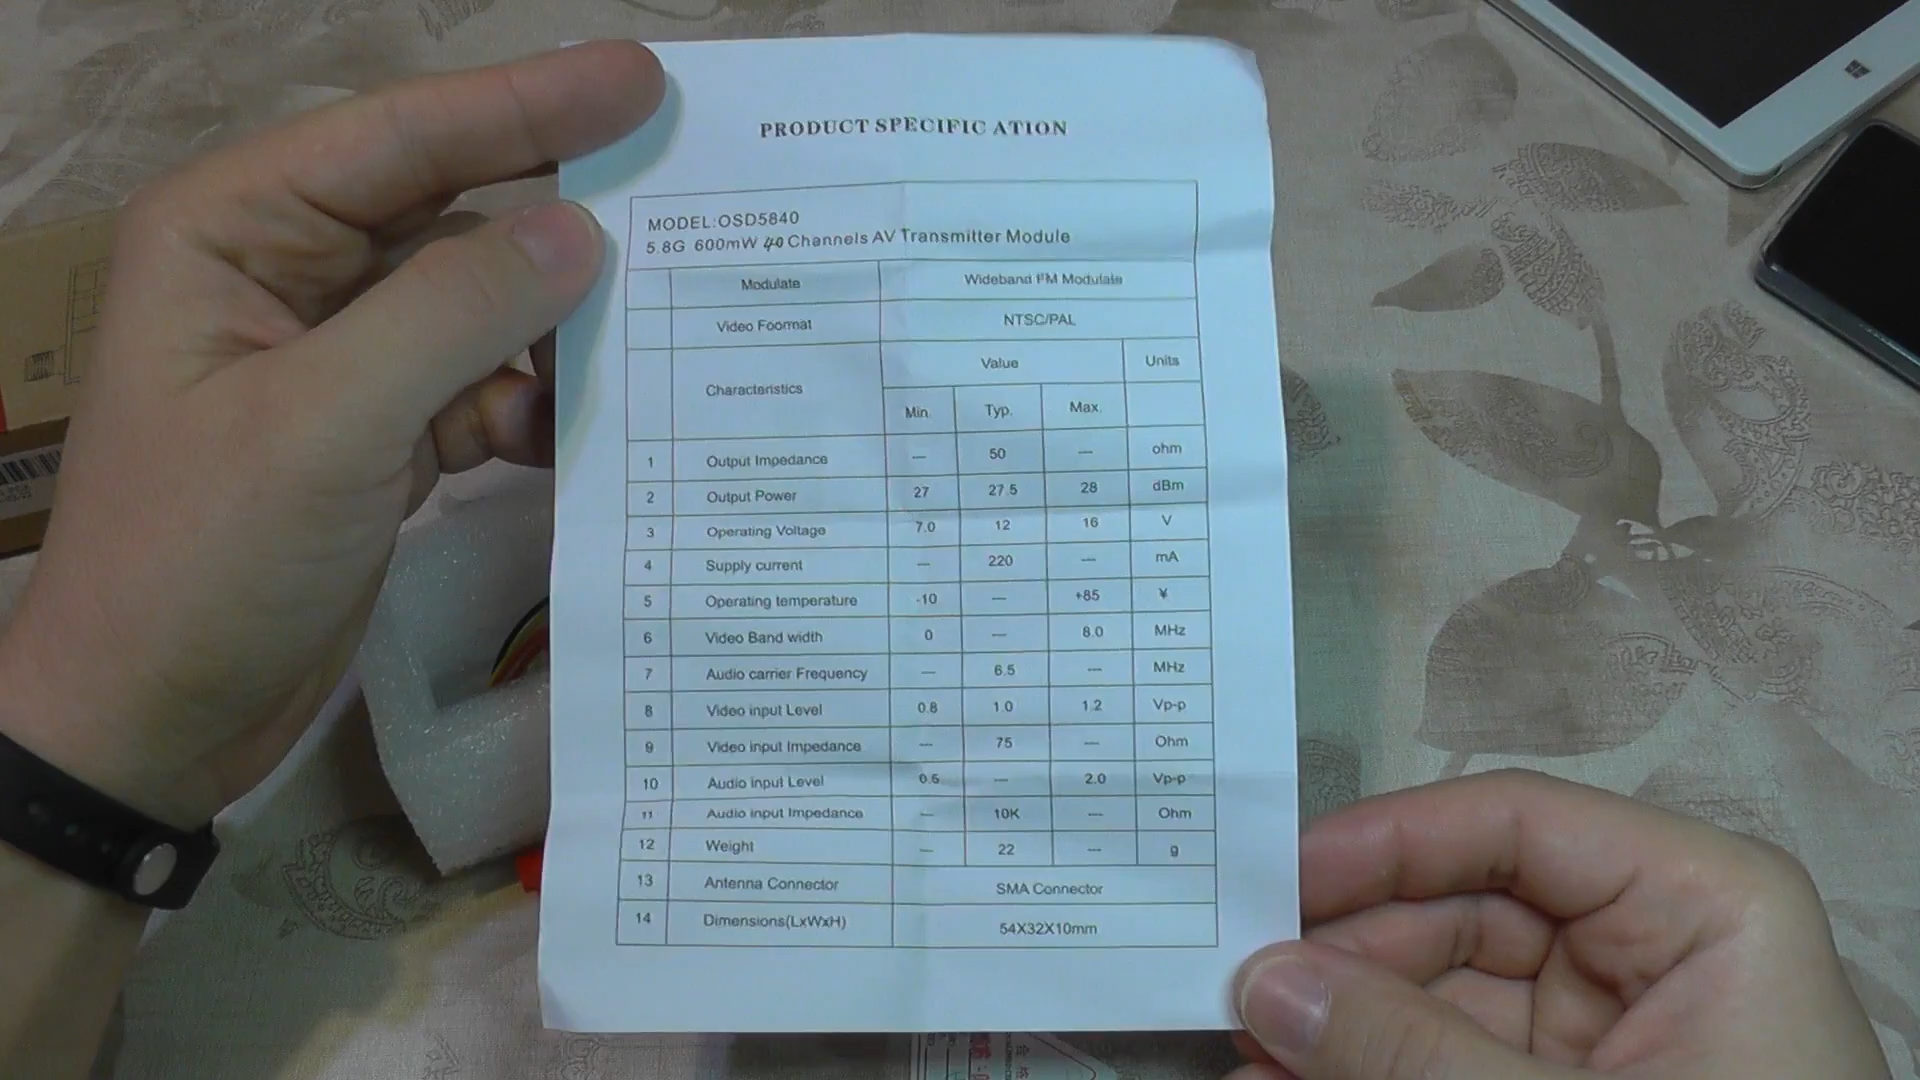 PRODUCT SPECIFIC ATION
MODEL:OSD5840
5.8G 600mW 40 Channels AV Transmitter Module
Modulate Wideband FM Modulate
Video Foormat NTSC/PAL
Characteristics Value Units
Min. Typ. Max.
1 Output Impedance — 50 — ohm
2 Output Power 27 27.5 28 dBm
3 Operating Voltage 7.0 12 16 V
4 Supply current — 220 — mA
5 Operating temperature -10 — +85 ¥
6 Video Band width 0 — 8.0 MHz
7 Audio carrier Frequency — 6.5 — MHz
8 Video input Level 0.8 1.0 1.2 Vp-p
9 Video input Impedance — 75 — Ohm
10 Audio input Level 0.5 — 2.0 Vp-p
11 Audio input Impedance — 10K — Ohm
12 Weight — 22 — g
13 Antenna Connector SMA Connector
14 Dimensions(LxWxH) 54X32X10mm